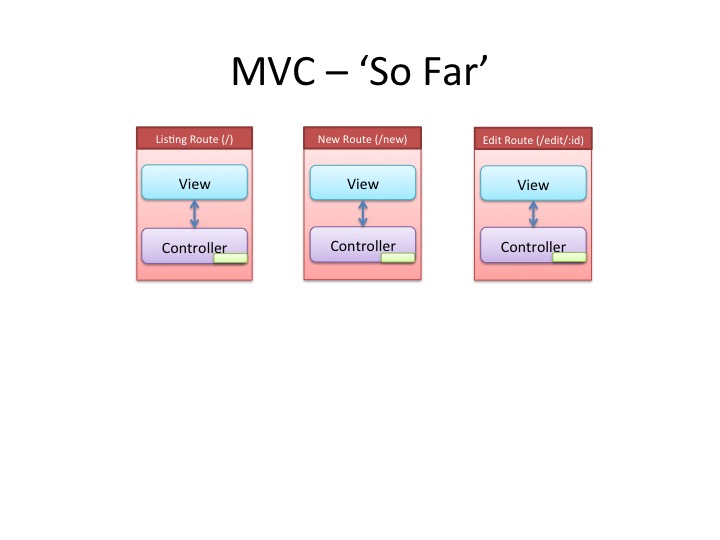 MVC – ‘So Far’
Listing Route (/)
New Route (/new)
Edit Route (/edit/:id)
View
View
View
Controller
Controller
Controller